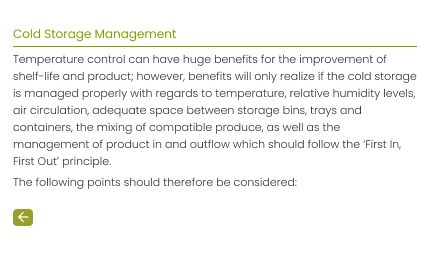 Cold Storage Management
Temperature control can have huge benefits for the improvement of
shelf-life and product; however, benefits will only realize if the cold storage
is managed properly with regards to temperature, relative humidity levels,
air circulation, adequate space between storage bins, trays and
containers, the mixing of compatible produce, as well as the
management of product in and outflow which should follow the ‘First In,
First Out’ principle.
The following points should therefore be considered: